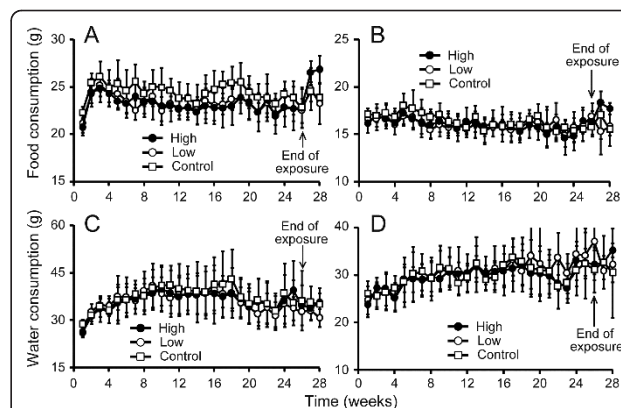 A
Food consumption (g)
30
25
20
15
High
Low
Control
End of
exposure
0 4 8 12 16 20 24 28
B
25
20
15
10
High
Low
Control
End of
exposure
0 4 8 12 16 20 24 28
C
Water consumption (g)
60
45
30
15
High
Low
Control
End of
exposure
0 4 8 12 16 20 24 28
D
40
30
20
10
High
Low
Control
End of
exposure
0 4 8 12 16 20 24 28
Time (weeks)